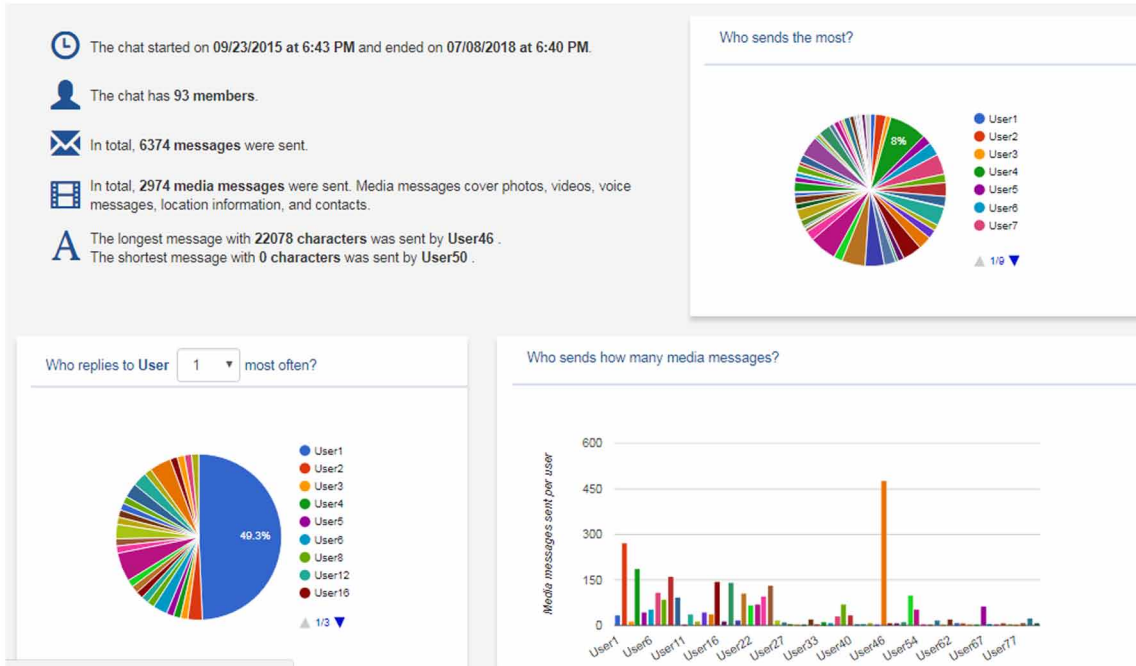 The chat started on 09/23/2015 at 6:43 PM and ended on 07/08/2018 at 6:40 PM.
The chat has 93 members.
In total, 6374 messages were sent.
In total, 2974 media messages were sent. Media messages cover photos, videos, voice
messages, location information, and contacts.
A
The longest message with 22078 characters was sent by User46 .
The shortest message with 0 characters was sent by User50 .
Who sends the most?
8%
User1
User2
User3
User4
User5
User6
User7
1/9
Who replies to User 1 most often?
49.3%
User1
User2
User3
User4
User5
User6
User8
User12
User16
1/3
Who sends how many media messages?
Media messages sent per user
600
450
300
150
0
User1
User6
User11
User16
User22
User27
User33
User40
User46
User54
User62
User67
User77